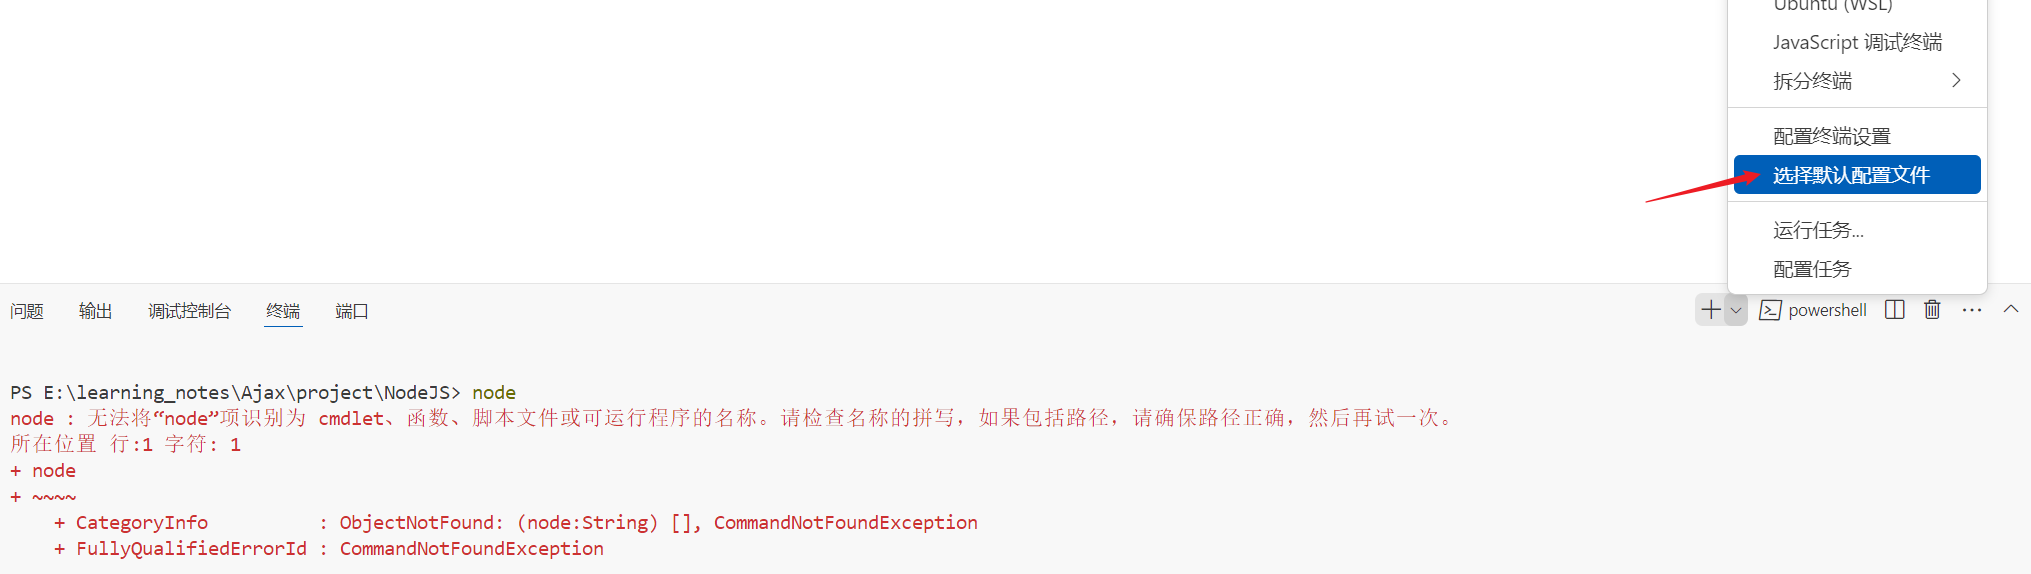 Ubuntu (WSL)
JavaScript 调试终端
拆分终端
配置终端设置
选择默认配置文件
运行任务...
配置任务
问题 输出 调试控制台 终端 端口 powershell
PS E:\learning_notes\Ajax\project\NodeJS> node
node : 无法将“node”项识别为 cmdlet、函数、脚本文件或可运行程序的名称。请检查名称的拼写，如果包括路径，请确保路径正确，然后再试一次。
所在位置 行:1 字符: 1
+ node
+ ~~~~
+ CategoryInfo : ObjectNotFound: (node:String) [], CommandNotFoundException
+ FullyQualifiedErrorId : CommandNotFoundException